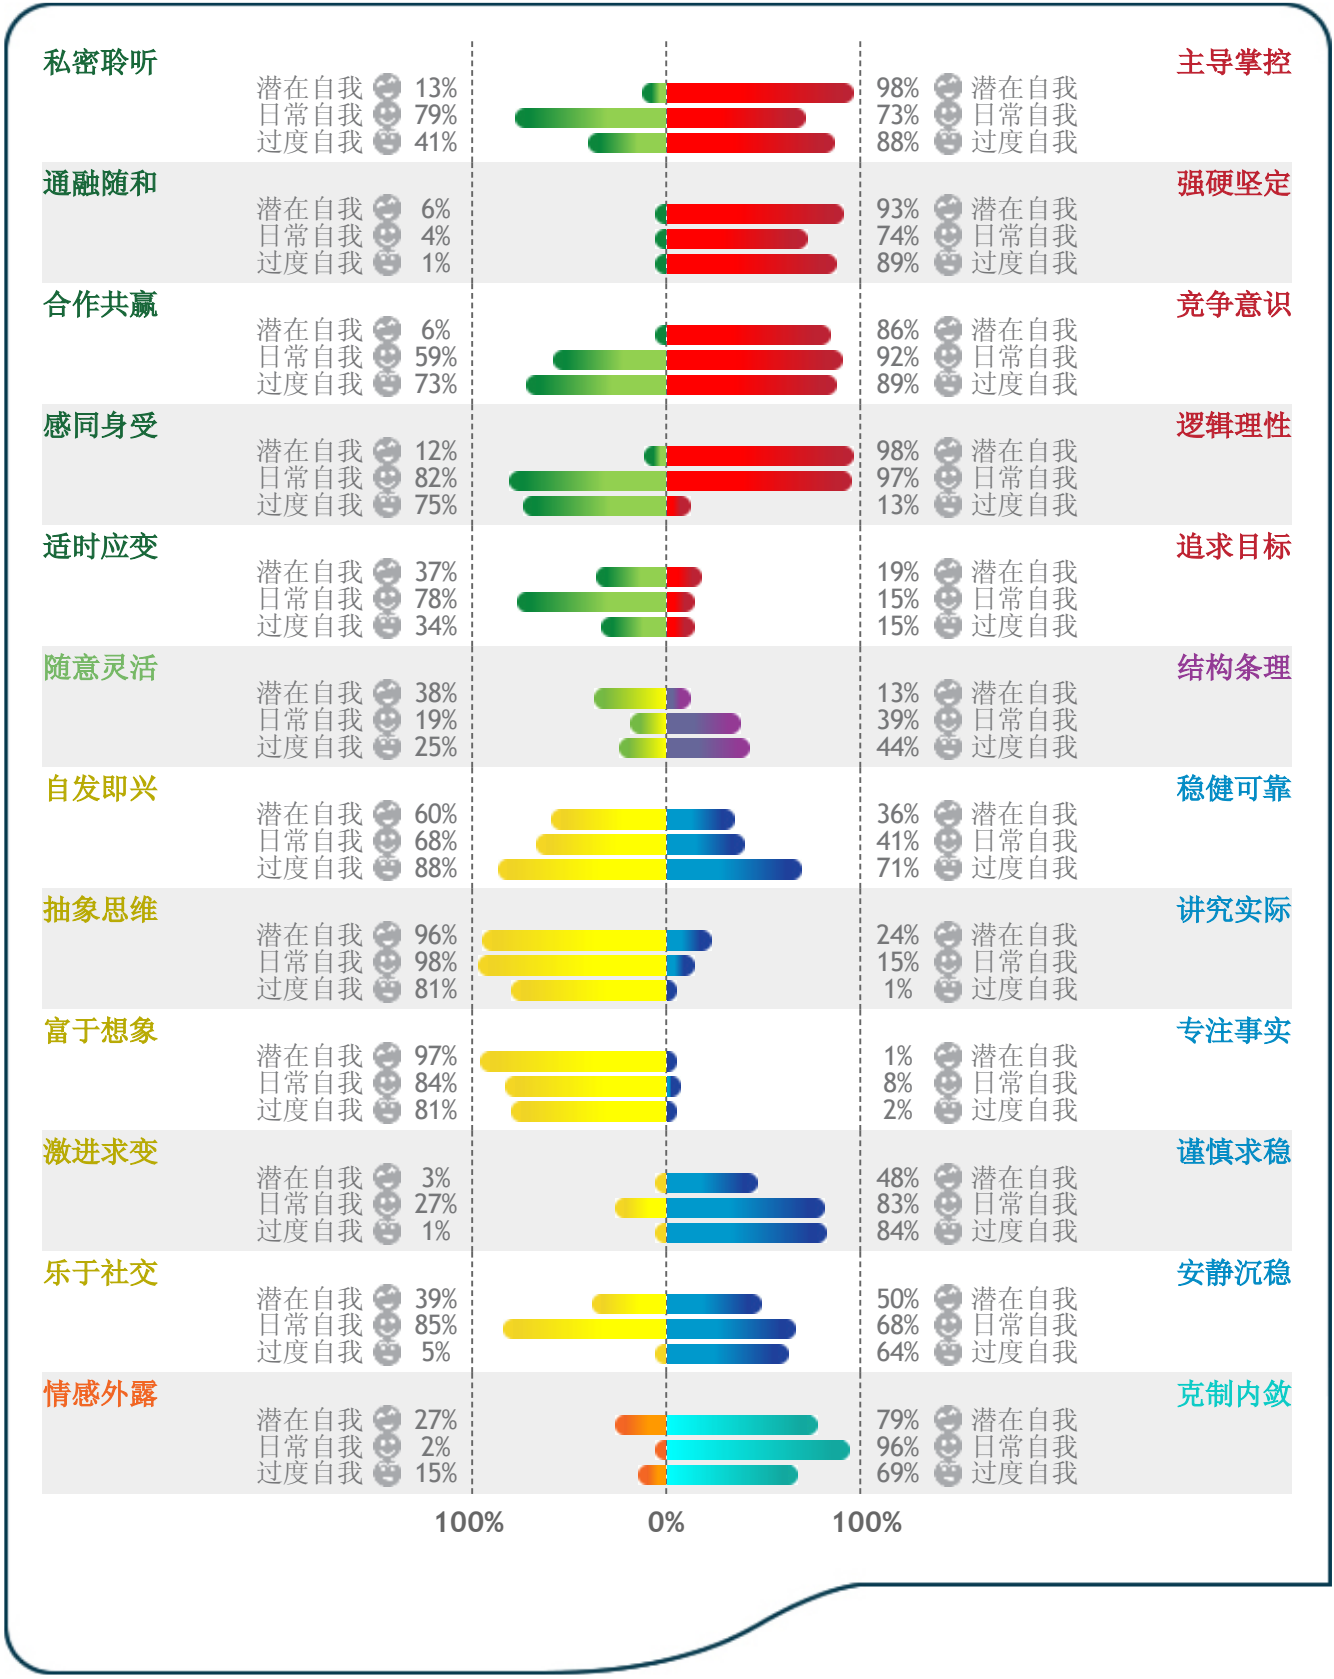 私密聆听 主导掌控
潜在自我 13% 98% 潜在自我
日常自我 79% 73% 日常自我
过度自我 41% 88% 过度自我
通融随和 强硬坚定
潜在自我 6% 93% 潜在自我
日常自我 4% 74% 日常自我
过度自我 1% 89% 过度自我
合作共赢 竞争意识
潜在自我 6% 86% 潜在自我
日常自我 59% 92% 日常自我
过度自我 73% 89% 过度自我
感同身受 逻辑理性
潜在自我 12% 98% 潜在自我
日常自我 82% 97% 日常自我
过度自我 75% 13% 过度自我
适时应变 追求目标
潜在自我 37% 19% 潜在自我
日常自我 78% 15% 日常自我
过度自我 34% 15% 过度自我
随意灵活 结构条理
潜在自我 38% 13% 潜在自我
日常自我 19% 39% 日常自我
过度自我 25% 44% 过度自我
自发即兴 稳健可靠
潜在自我 60% 36% 潜在自我
日常自我 68% 41% 日常自我
过度自我 88% 71% 过度自我
抽象思维 讲究实际
潜在自我 96% 24% 潜在自我
日常自我 98% 15% 日常自我
过度自我 81% 1% 过度自我
富于想象 专注事实
潜在自我 97% 1% 潜在自我
日常自我 84% 8% 日常自我
过度自我 81% 2% 过度自我
激进求变 谨慎求稳
潜在自我 3% 48% 潜在自我
日常自我 27% 83% 日常自我
过度自我 1% 84% 过度自我
乐于社交 安静沉稳
潜在自我 39% 50% 潜在自我
日常自我 85% 68% 日常自我
过度自我 5% 64% 过度自我
情感外露 克制内敛
潜在自我 27% 79% 潜在自我
日常自我 2% 96% 日常自我
过度自我 15% 69% 过度自我
100% 0% 100%